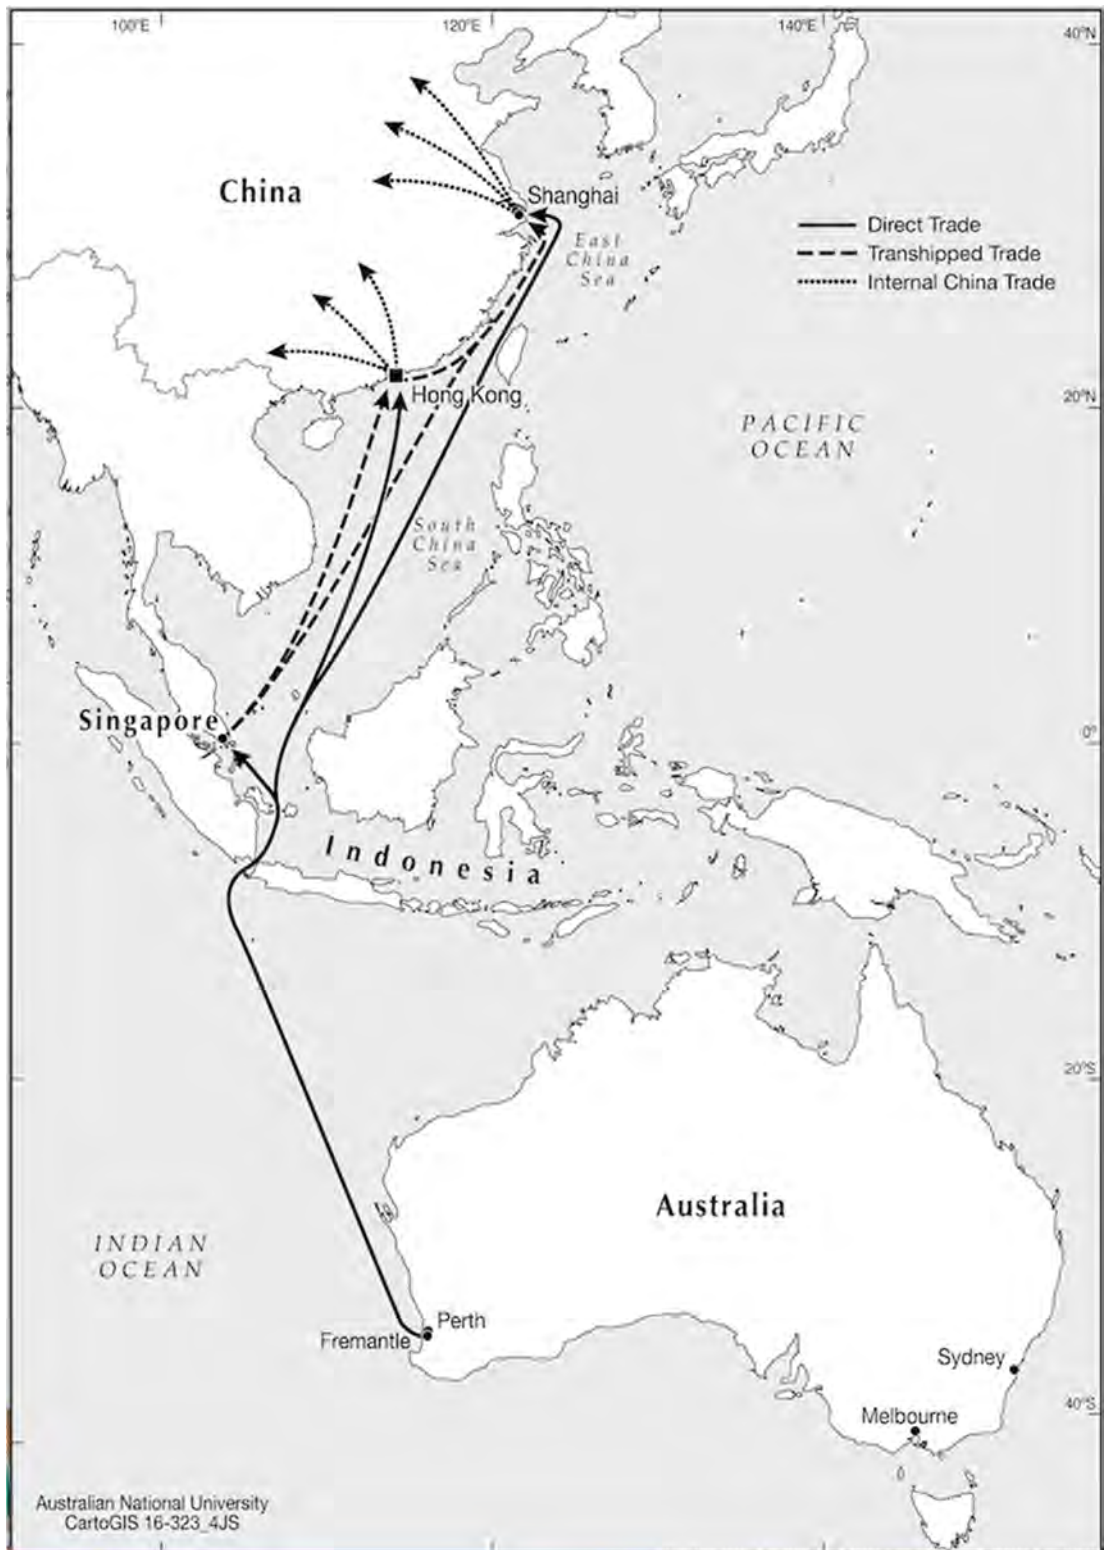 100°E
120°E
140°E
40°N
China
Shanghai
East
China
Sea
Direct Trade
Transhipped Trade
Internal China Trade
Hong Kong
20°N
PACIFIC
OCEAN
South
China
Sea
Singapore
0°
Indonesia
20°S
Australia
INDIAN
OCEAN
Perth
Fremantle
Sydney
40°S
Melbourne
Australian National University
CartoGIS 16-323_4JS